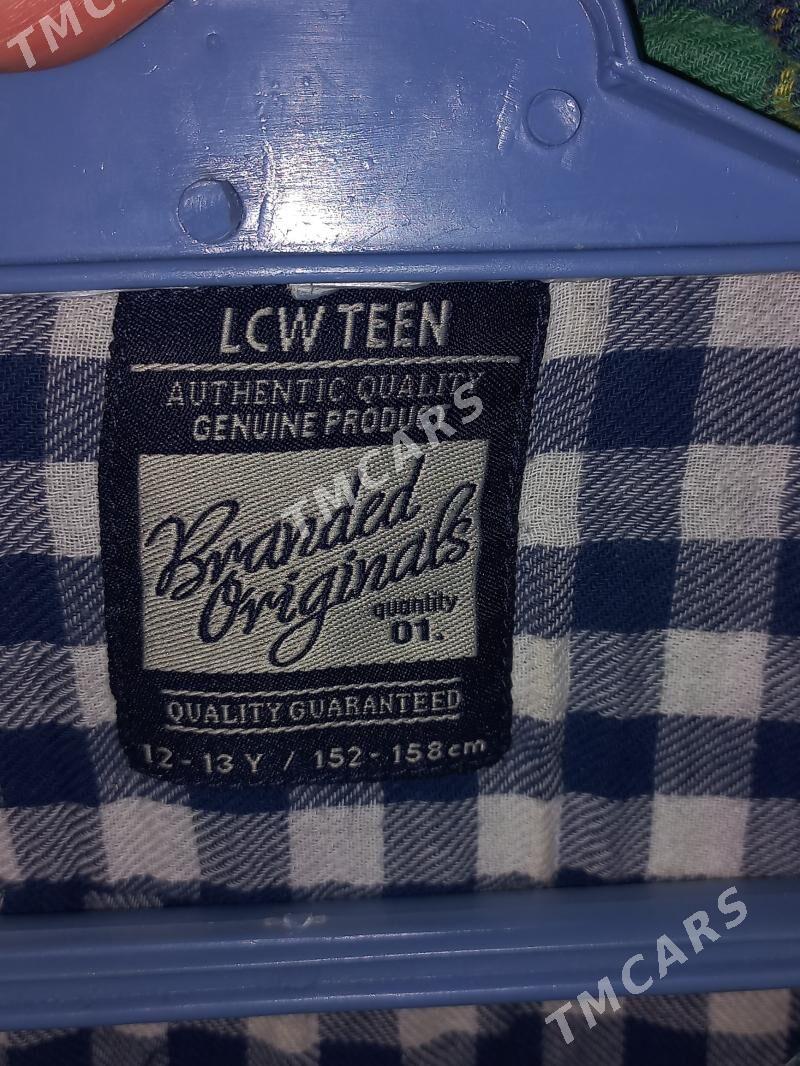 TMCARS
LCW TEEN
AUTHENTIC QUALITY
GENUINE PRODUCT
TMCARS
Branded
Originals
quantity
01.
QUALITY GUARANTEED
12 - 13 Y / 152 - 158cm
TMCARS